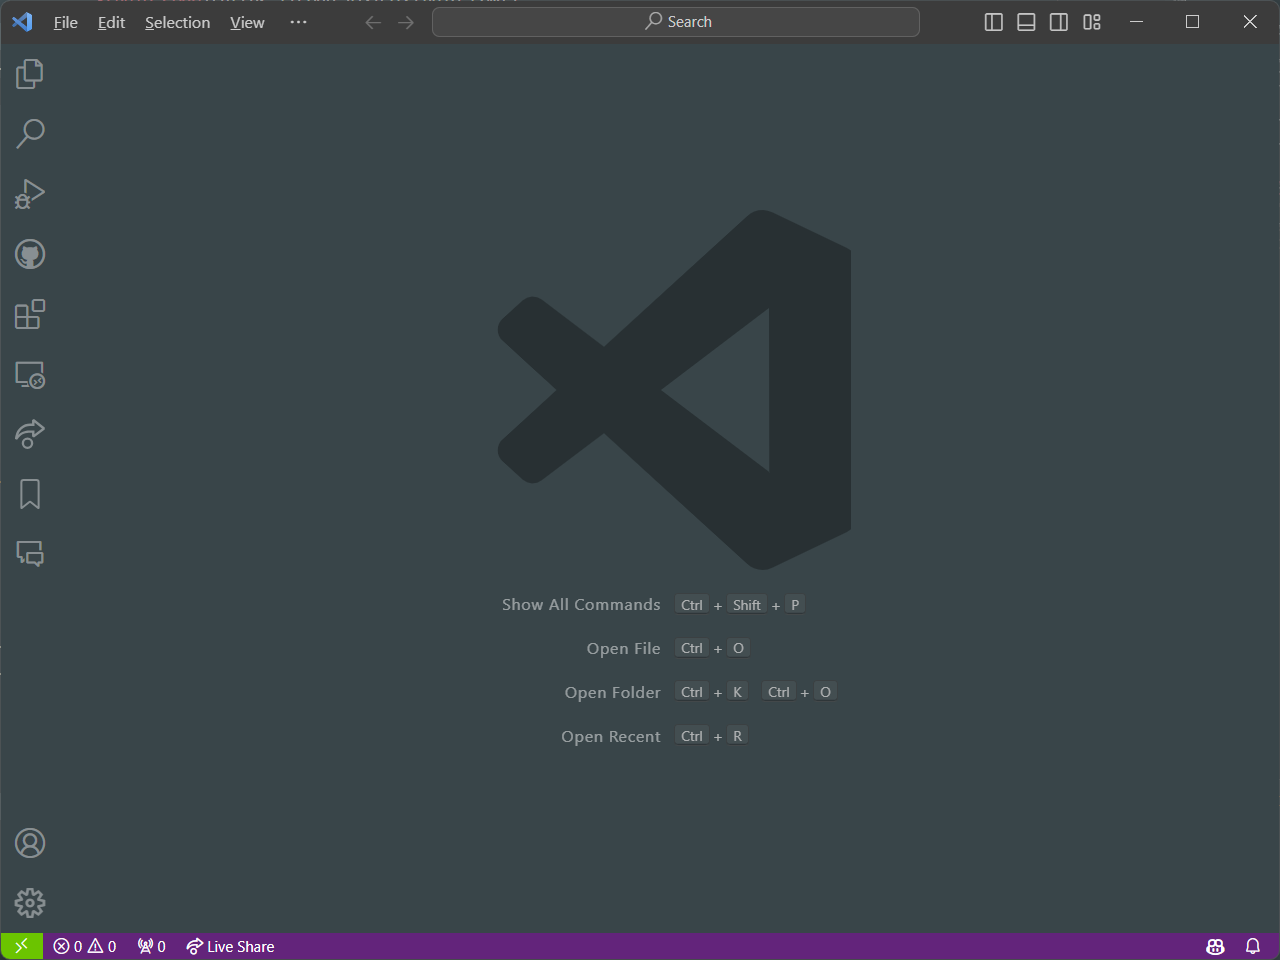 File Edit Selection View ··· Search
Show All Commands Ctrl + Shift + P
Open File Ctrl + O
Open Folder Ctrl + K Ctrl + O
Open Recent Ctrl + R
0 0 0 Live Share